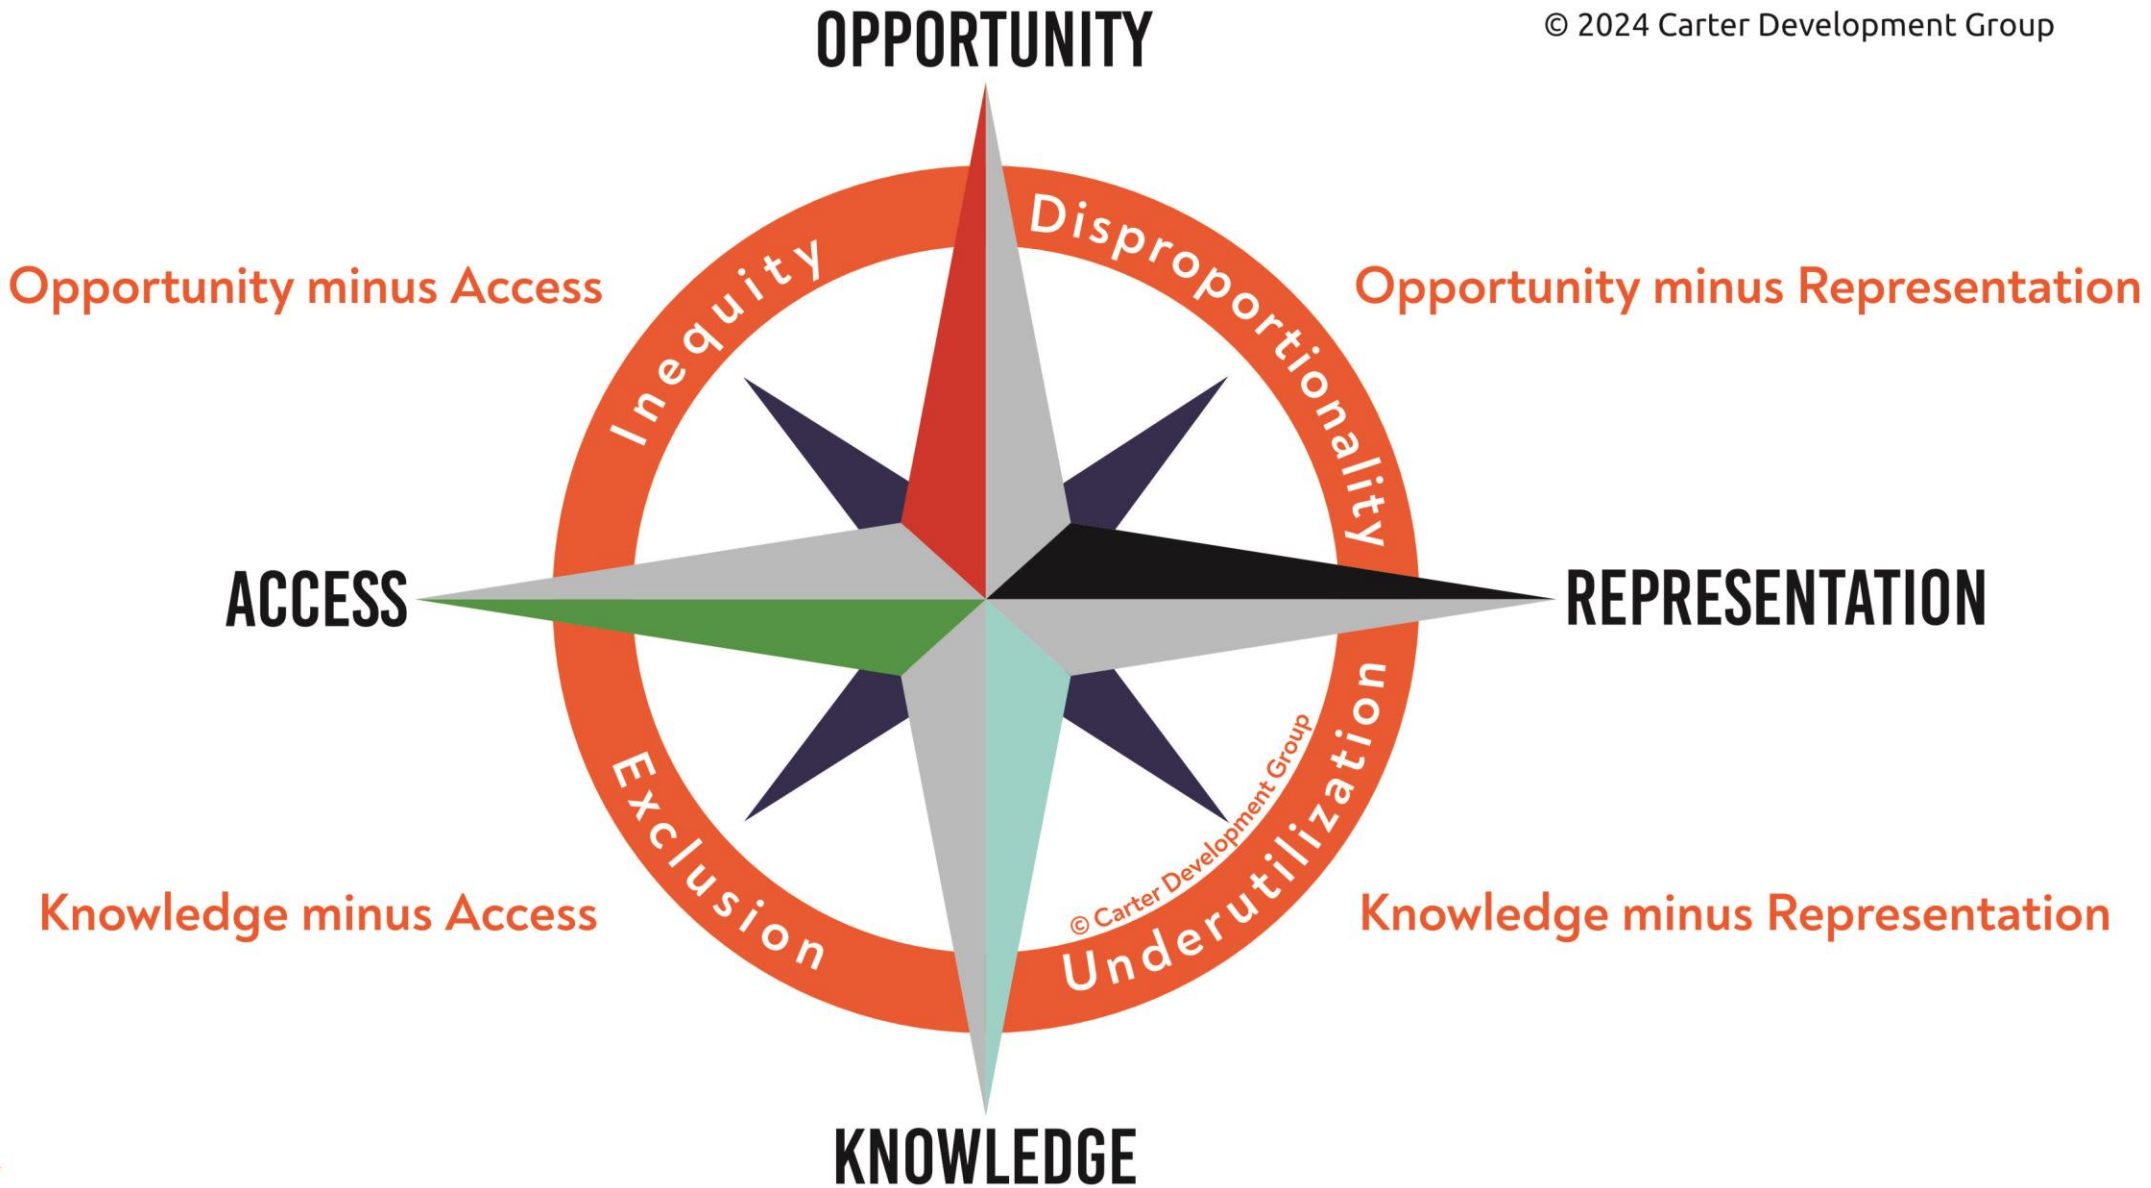 OPPORTUNITY
© 2024 Carter Development Group
Inequity
Disproportionality
Opportunity minus Access
Opportunity minus Representation
ACCESS
REPRESENTATION
Exclusion
© Carter Development Group
Underutilization
Knowledge minus Access
Knowledge minus Representation
KNOWLEDGE